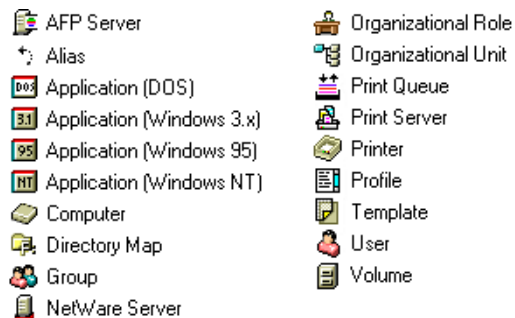 AFP Server
Alias
Application (DOS)
Application (Windows 3.x)
Application (Windows 95)
Application (Windows NT)
Computer
Directory Map
Group
NetWare Server
Organizational Role
Organizational Unit
Print Queue
Print Server
Printer
Profile
Template
User
Volume